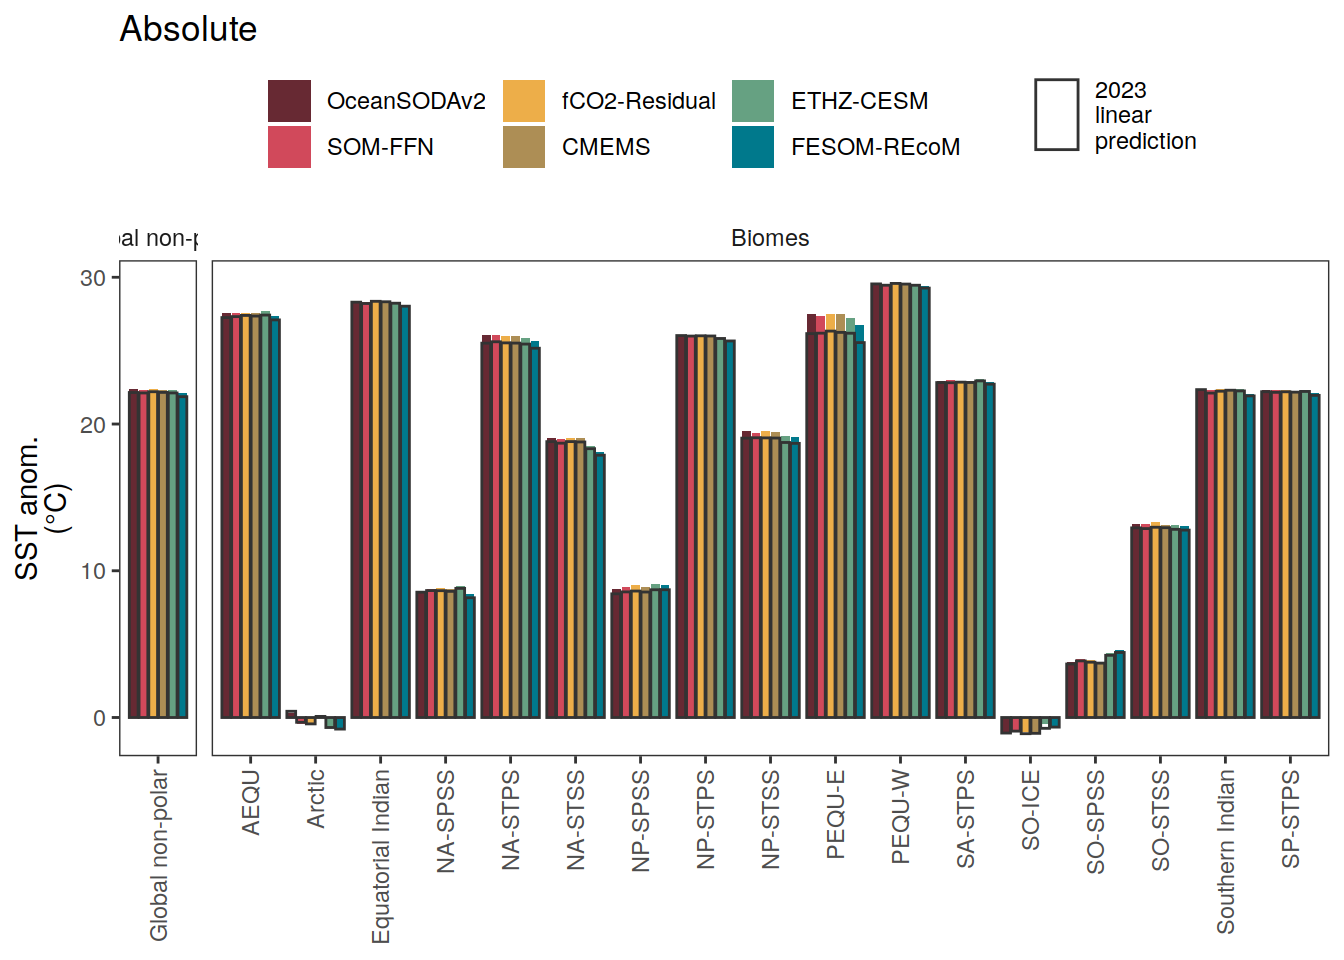 Absolute
OceanSODAv2
SOM-FFN
fCO2-Residual
CMEMS
ETHZ-CESM
FESOM-REcoM
2023
linear
prediction
al non-
Biomes
SST anom.
(°C)
30
20
10
0
Global non-polar
AEQU
Arctic
Equatorial Indian
NA-SPSS
NA-STPS
NA-STSS
NP-SPSS
NP-STPS
NP-STSS
PEQU-E
PEQU-W
SA-STPS
SO-ICE
SO-SPSS
SO-STSS
Southern Indian
SP-STPS